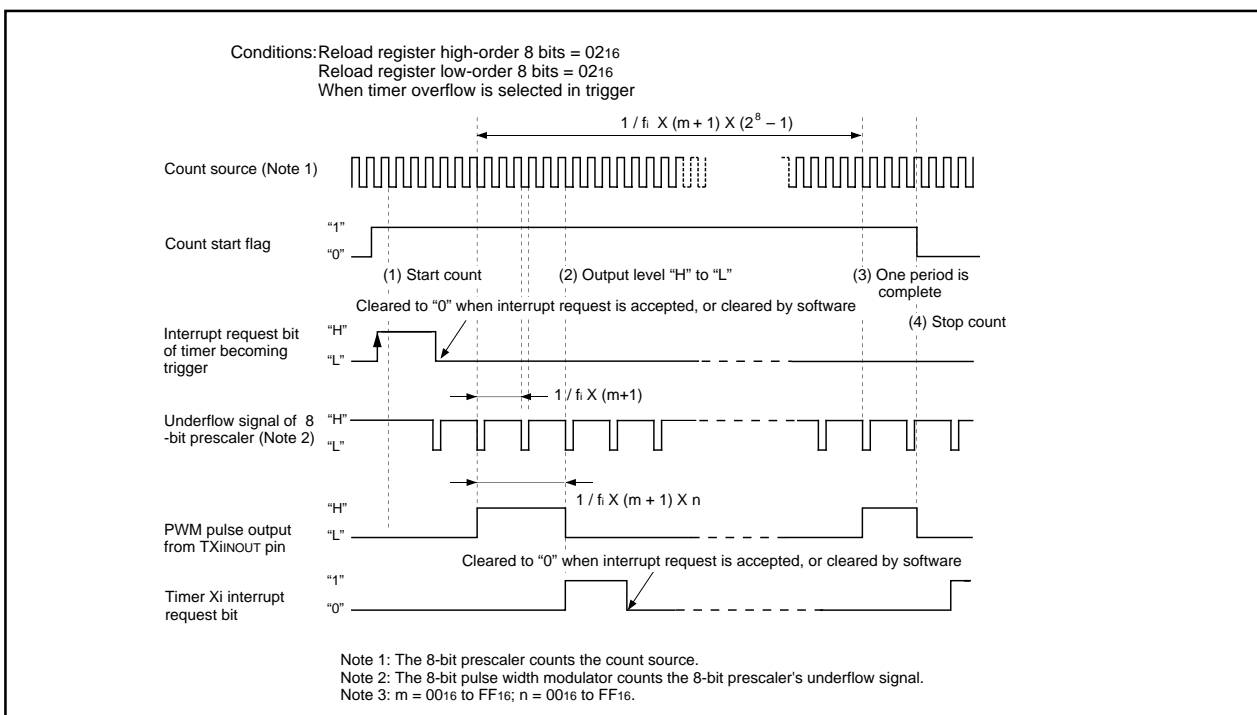 Conditions: Reload register high-order 8 bits = 0216
Reload register low-order 8 bits = 0216
When timer overflow is selected in trigger
1 / fi X (m + 1) X (2^8 – 1)
Count source (Note 1)
Count start flag
“1”
“0”
(1) Start count
(2) Output level “H” to “L”
(3) One period is
complete
(4) Stop count
Cleared to “0” when interrupt request is accepted, or cleared by software
Interrupt request bit
of timer becoming
trigger
“H”
“L”
1 / fi X (m+1)
Underflow signal of 8
-bit prescaler (Note 2)
“H”
“L”
1 / fi X (m + 1) X n
PWM pulse output
from TXiINOUT pin
“H”
“L”
Cleared to “0” when interrupt request is accepted, or cleared by software
Timer Xi interrupt
request bit
“1”
“0”
Note 1: The 8-bit prescaler counts the count source.
Note 2: The 8-bit pulse width modulator counts the 8-bit prescaler's underflow signal.
Note 3: m = 0016 to FF16; n = 0016 to FF16.